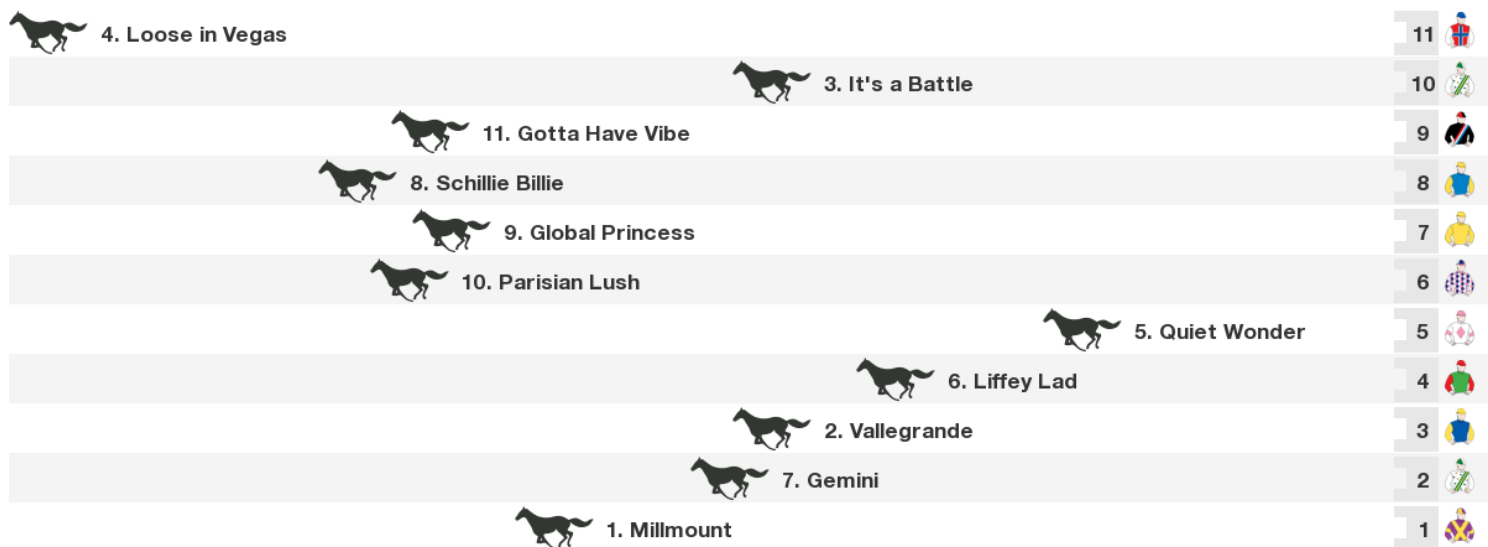 4. Loose in Vegas 11
3. It's a Battle 10
11. Gotta Have Vibe 9
8. Schillie Billie 8
9. Global Princess 7
10. Parisian Lush 6
5. Quiet Wonder 5
6. Liffey Lad 4
2. Vallegrande 3
7. Gemini 2
1. Millmount 1